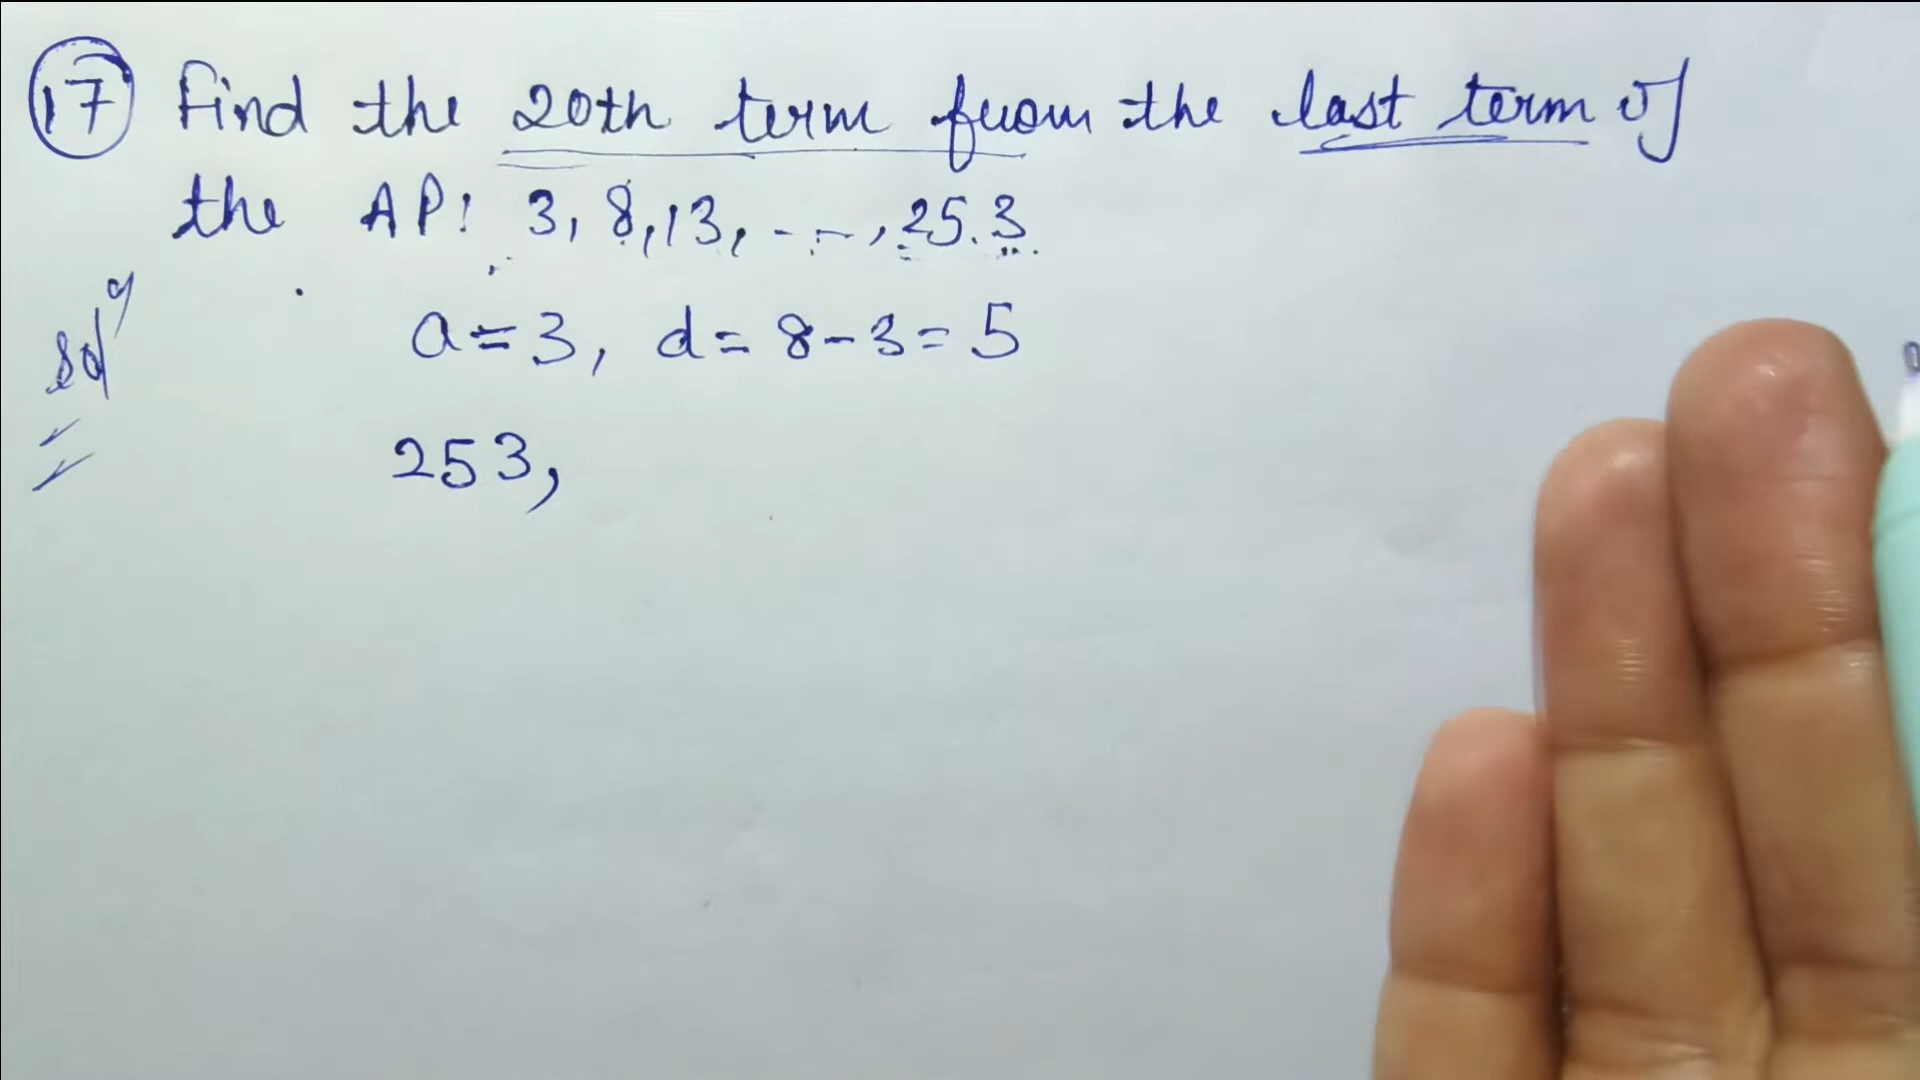 17 Find the 20th term from the last term of
the AP: 3, 8, 13, ---, 253.
Solⁿ a=3, d= 8-3=5
253,